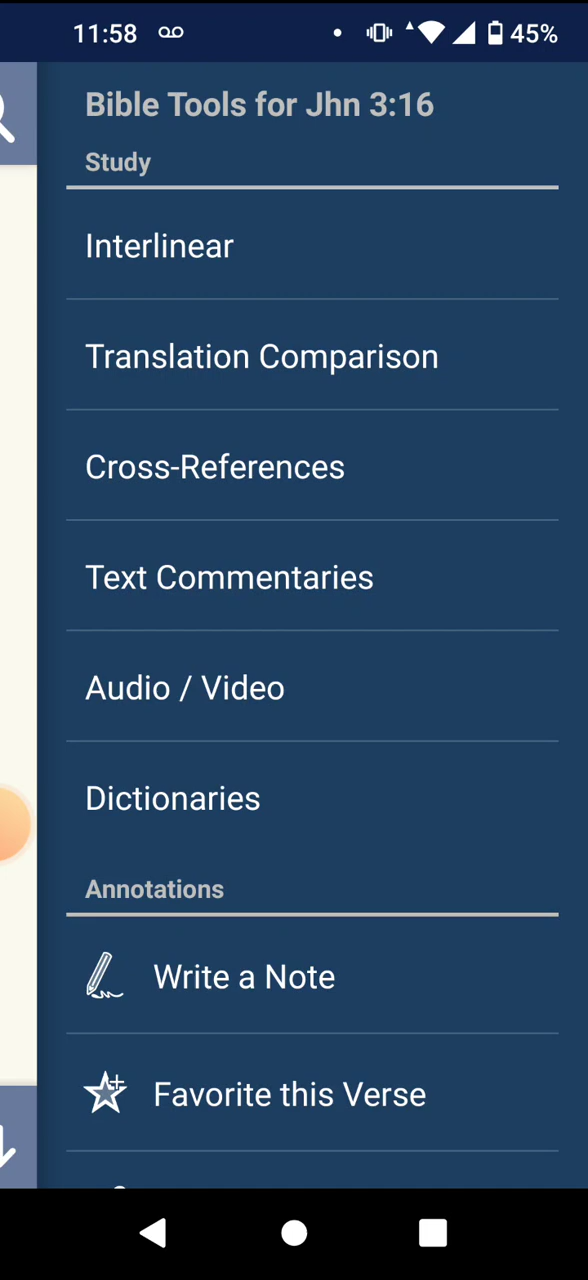 11:58
45%
Bible Tools for Jhn 3:16
Study
Interlinear
Translation Comparison
Cross-References
Text Commentaries
Audio / Video
Dictionaries
Annotations
Write a Note
Favorite this Verse